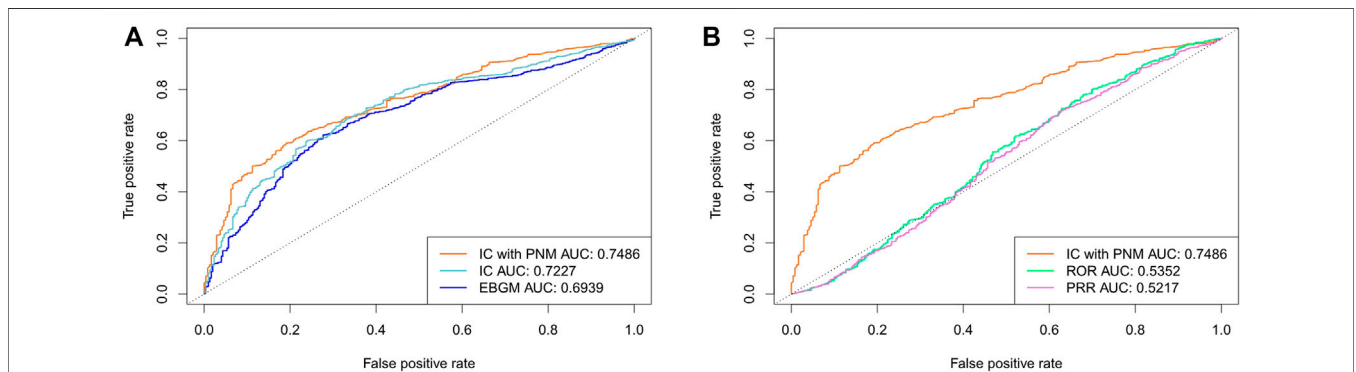 A
True positive rate
1.0
0.8
0.6
0.4
0.2
0.0
IC with PNM AUC: 0.7486
IC AUC: 0.7227
EBGM AUC: 0.6939
0.0 0.2 0.4 0.6 0.8 1.0
False positive rate
B
True positive rate
1.0
0.8
0.6
0.4
0.2
0.0
IC with PNM AUC: 0.7486
ROR AUC: 0.5352
PRR AUC: 0.5217
0.0 0.2 0.4 0.6 0.8 1.0
False positive rate